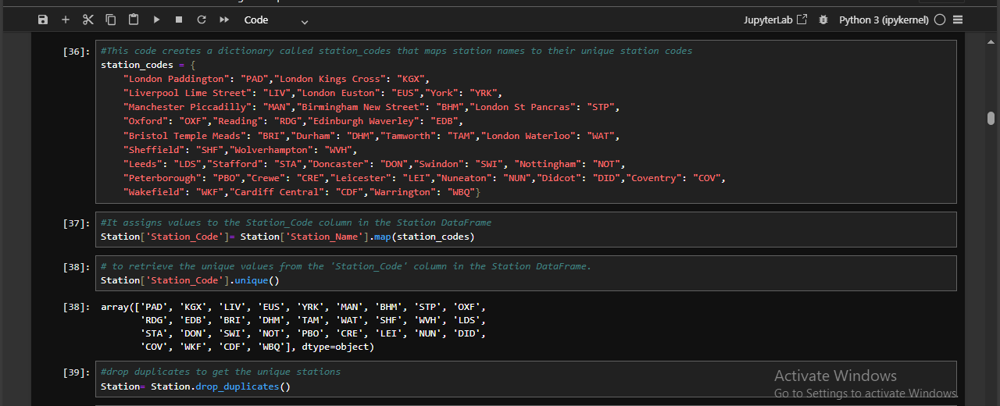 Code
JupyterLab
Python 3 (ipykernel)
[36]:
#This code creates a dictionary called station_codes that maps station names to their unique station codes
station_codes = {
"London Paddington": "PAD","London Kings Cross": "KGX",
"Liverpool Lime Street": "LIV","London Euston": "EUS","York": "YRK",
"Manchester Piccadilly": "MAN","Birmingham New Street": "BHM","London St Pancras": "STP",
"Oxford": "OXF","Reading": "RDG","Edinburgh Waverley": "EDB",
"Bristol Temple Meads": "BRI","Durham": "DHM","Tamworth": "TAM","London Waterloo": "WAT",
"Sheffield": "SHF","Wolverhampton": "WVH",
"Leeds": "LDS","Stafford": "STA","Doncaster": "DON","Swindon": "SWI", "Nottingham": "NOT",
"Peterborough": "PBO","Crewe": "CRE","Leicester": "LEI","Nuneaton": "NUN","Didcot": "DID","Coventry": "COV",
"Wakefield": "WKF","Cardiff Central": "CDF","Warrington": "WBQ"}
[37]:
#It assigns values to the Station_Code column in the Station DataFrame
Station['Station_Code']= Station['Station_Name'].map(station_codes)
[38]:
# to retrieve the unique values from the 'Station_Code' column in the Station DataFrame.
Station['Station_Code'].unique()
[38]:
array(['PAD', 'KGX', 'LIV', 'EUS', 'YRK', 'MAN', 'BHM', 'STP', 'OXF',
'RDG', 'EDB', 'BRI', 'DHM', 'TAM', 'WAT', 'SHF', 'WVH', 'LDS',
'STA', 'DON', 'SWI', 'NOT', 'PBO', 'CRE', 'LEI', 'NUN', 'DID',
'COV', 'WKF', 'CDF', 'WBQ'], dtype=object)
[39]:
#drop duplicates to get the unique stations
Station= Station.drop_duplicates()
Activate Windows
Go to Settings to activate Windows.